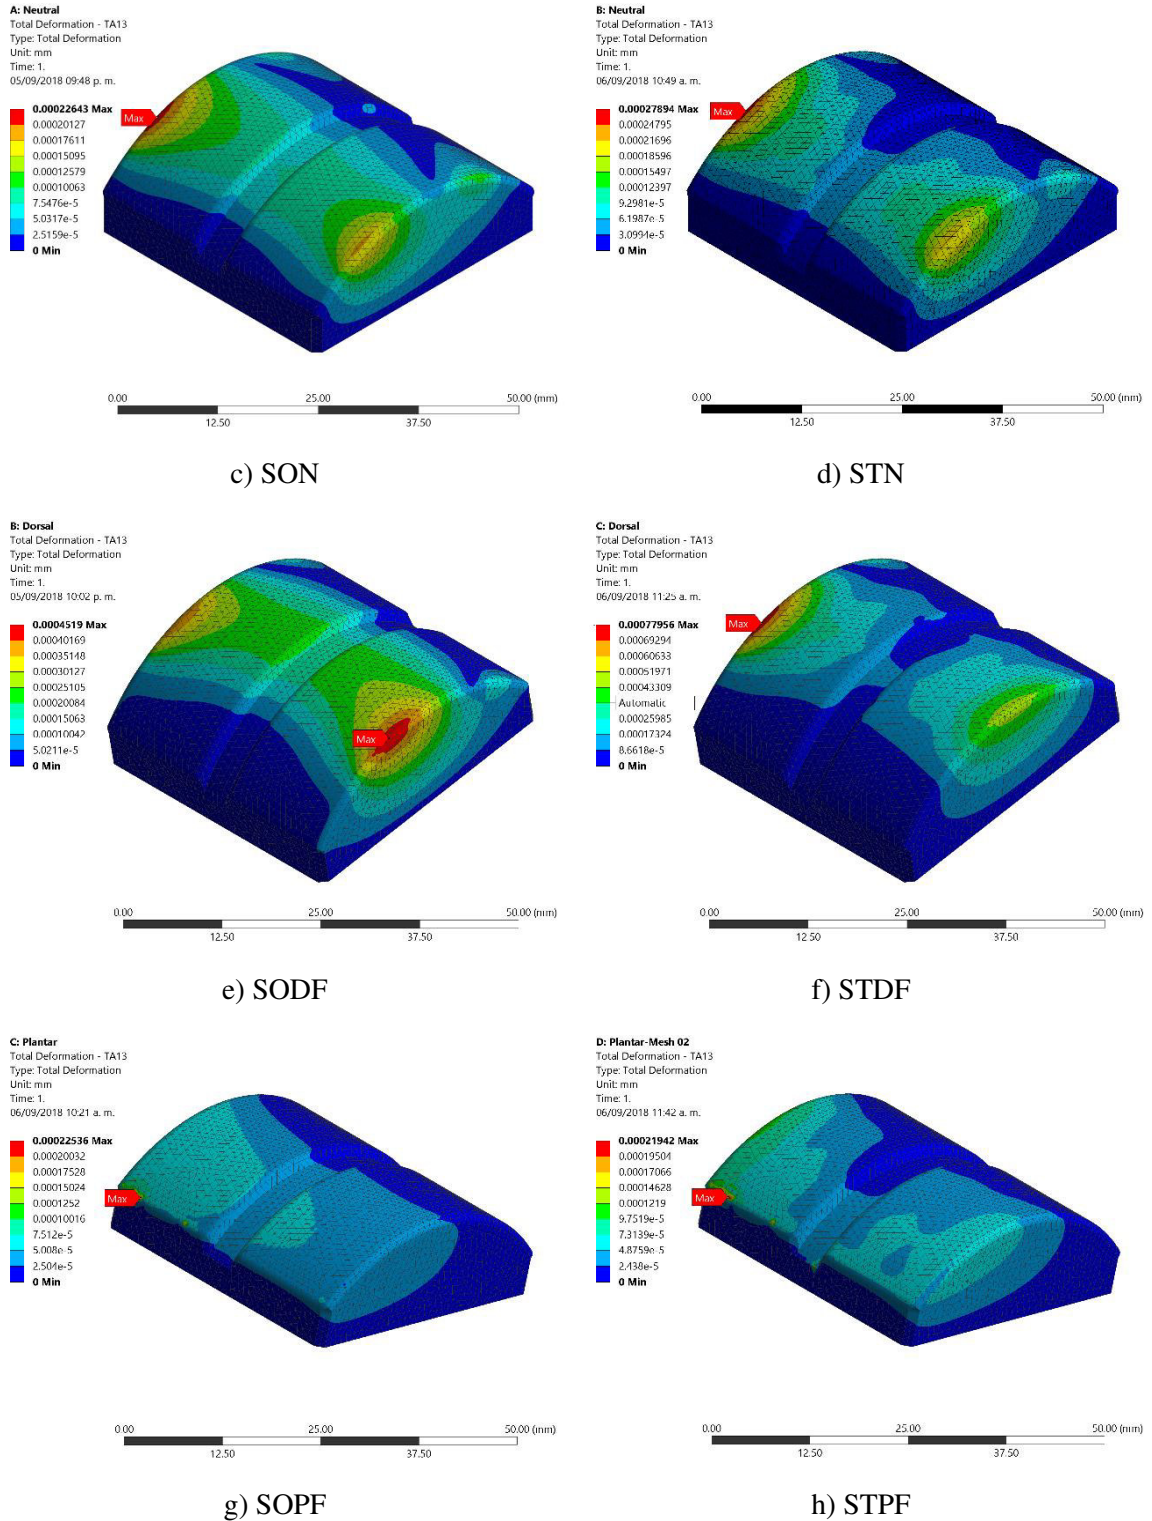 A: Neutral
Total Deformation - TA13
Type: Total Deformation
Unit: mm
Time: 1.
05/09/2018 09:48 p. m.
0.00022643 Max
0.00020127
0.00017611
0.00015095
0.00012579
0.00010063
7.5476e-5
5.0317e-5
2.5159e-5
0 Min
Max
0.00
25.00
50.00 (mm)
12.50
37.50
c) SON
B: Neutral
Total Deformation - TA13
Type: Total Deformation
Unit: mm
Time: 1.
06/09/2018 10:49 a. m.
0.00027894 Max
0.00024795
0.00021696
0.00018596
0.00015497
0.00012397
9.2981e-5
6.1987e-5
3.0994e-5
0 Min
Max
0.00
25.00
50.00 (mm)
12.50
37.50
d) STN
B: Dorsal
Total Deformation - TA13
Type: Total Deformation
Unit: mm
Time: 1.
05/09/2018 10:02 p. m.
0.0004519 Max
0.00040169
0.00035148
0.00030127
0.00025105
0.00020084
0.00015063
0.00010042
5.0211e-5
0 Min
Max
0.00
25.00
50.00 (mm)
12.50
37.50
e) SODF
C: Dorsal
Total Deformation - TA13
Type: Total Deformation
Unit: mm
Time: 1.
06/09/2018 11:25 a. m.
0.00077956 Max
0.00069294
0.00060633
0.00051971
0.00043309
Automatic
0.00025985
0.00017324
8.6618e-5
0 Min
Max
0.00
25.00
50.00 (mm)
12.50
37.50
f) STDF
C: Plantar
Total Deformation - TA13
Type: Total Deformation
Unit: mm
Time: 1.
06/09/2018 10:21 a. m.
0.00022536 Max
0.00020032
0.00017528
0.00015024
0.0001252
0.00010016
7.512e-5
5.008e-5
2.504e-5
0 Min
Max
0.00
25.00
50.00 (mm)
12.50
37.50
g) SOPF
D: Plantar-Mesh 02
Total Deformation - TA13
Type: Total Deformation
Unit: mm
Time: 1.
06/09/2018 11:42 a. m.
0.00021942 Max
0.00019504
0.00017066
0.00014628
0.0001219
9.7519e-5
7.3139e-5
4.8759e-5
2.438e-5
0 Min
Max
0.00
25.00
50.00 (mm)
12.50
37.50
h) STPF